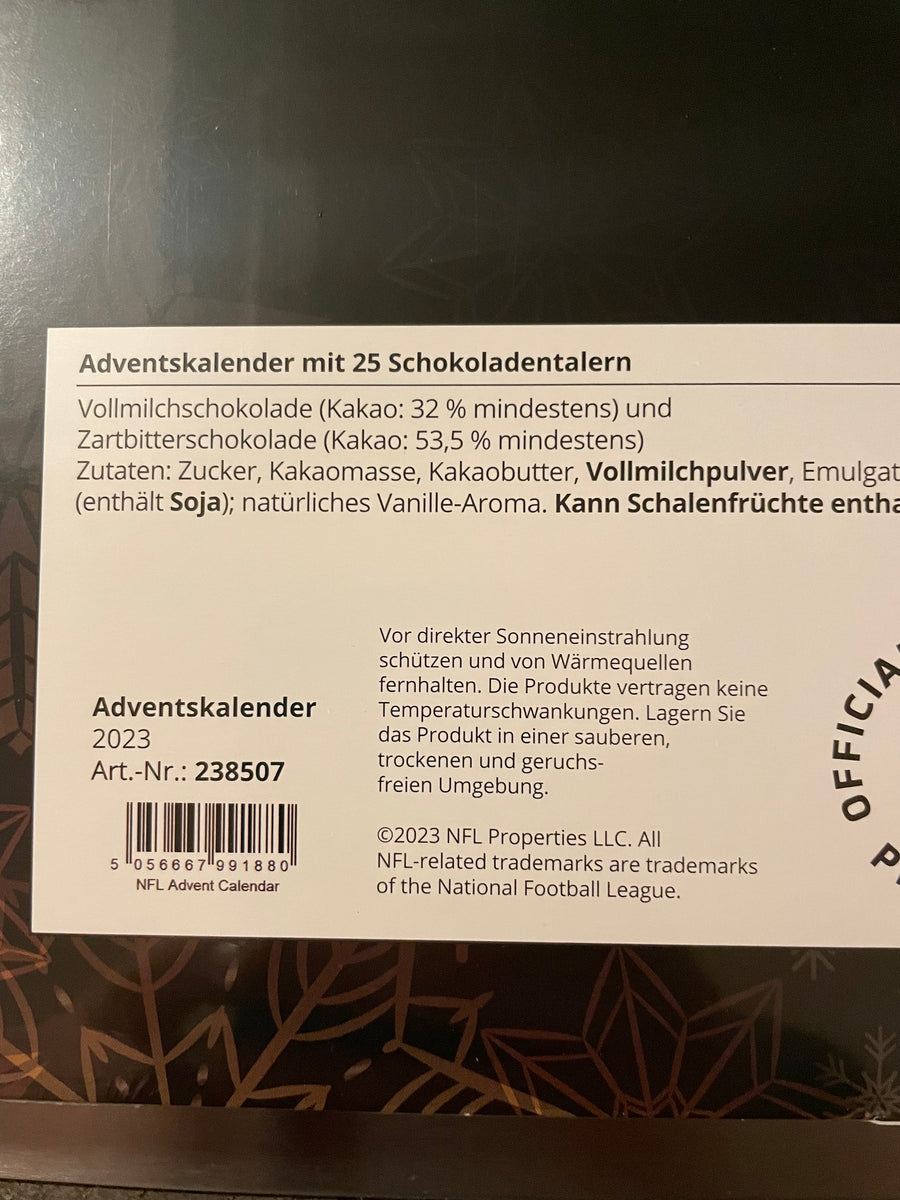 Adventskalender mit 25 Schokoladentalern
Vollmilchschokolade (Kakao: 32 % mindestens) und
Zartbitterschokolade (Kakao: 53,5 % mindestens)
Zutaten: Zucker, Kakaomasse, Kakaobutter, Vollmilchpulver, Emulgat
(enthält Soja); natürliches Vanille-Aroma. Kann Schalenfrüchte entha
Vor direkter Sonneneinstrahlung
schützen und von Wärmequellen
fernhalten. Die Produkte vertragen keine
Temperaturschwankungen. Lagern Sie
das Produkt in einer sauberen,
trockenen und geruchs-
freien Umgebung.
©2023 NFL Properties LLC. All
NFL-related trademarks are trademarks
of the National Football League.
Adventskalender
2023
Art.-Nr.: 238507
5 056667 991880
NFL Advent Calendar
OFFICIA